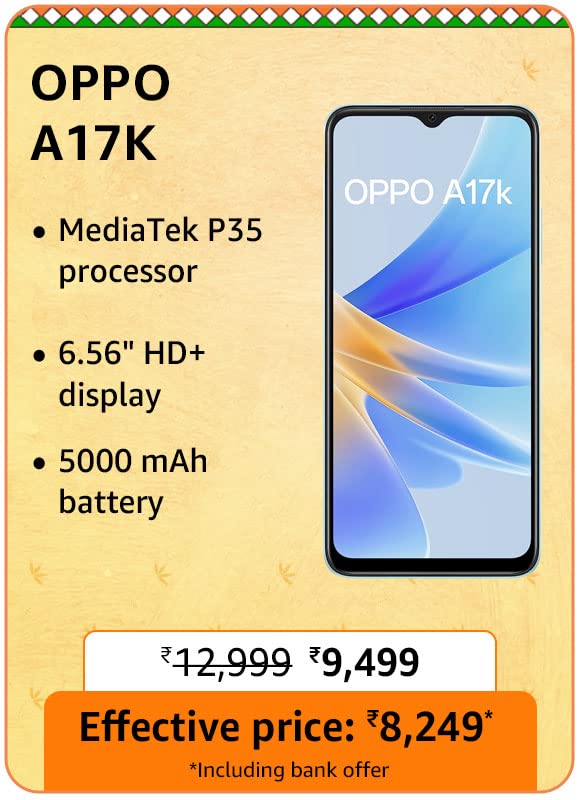 OPPO
A17K
OPPO A17k
• MediaTek P35
processor
• 6.56" HD+
display
• 5000 mAh
battery
₹12,999 ₹9,499
Effective price: ₹8,249*
*Including bank offer